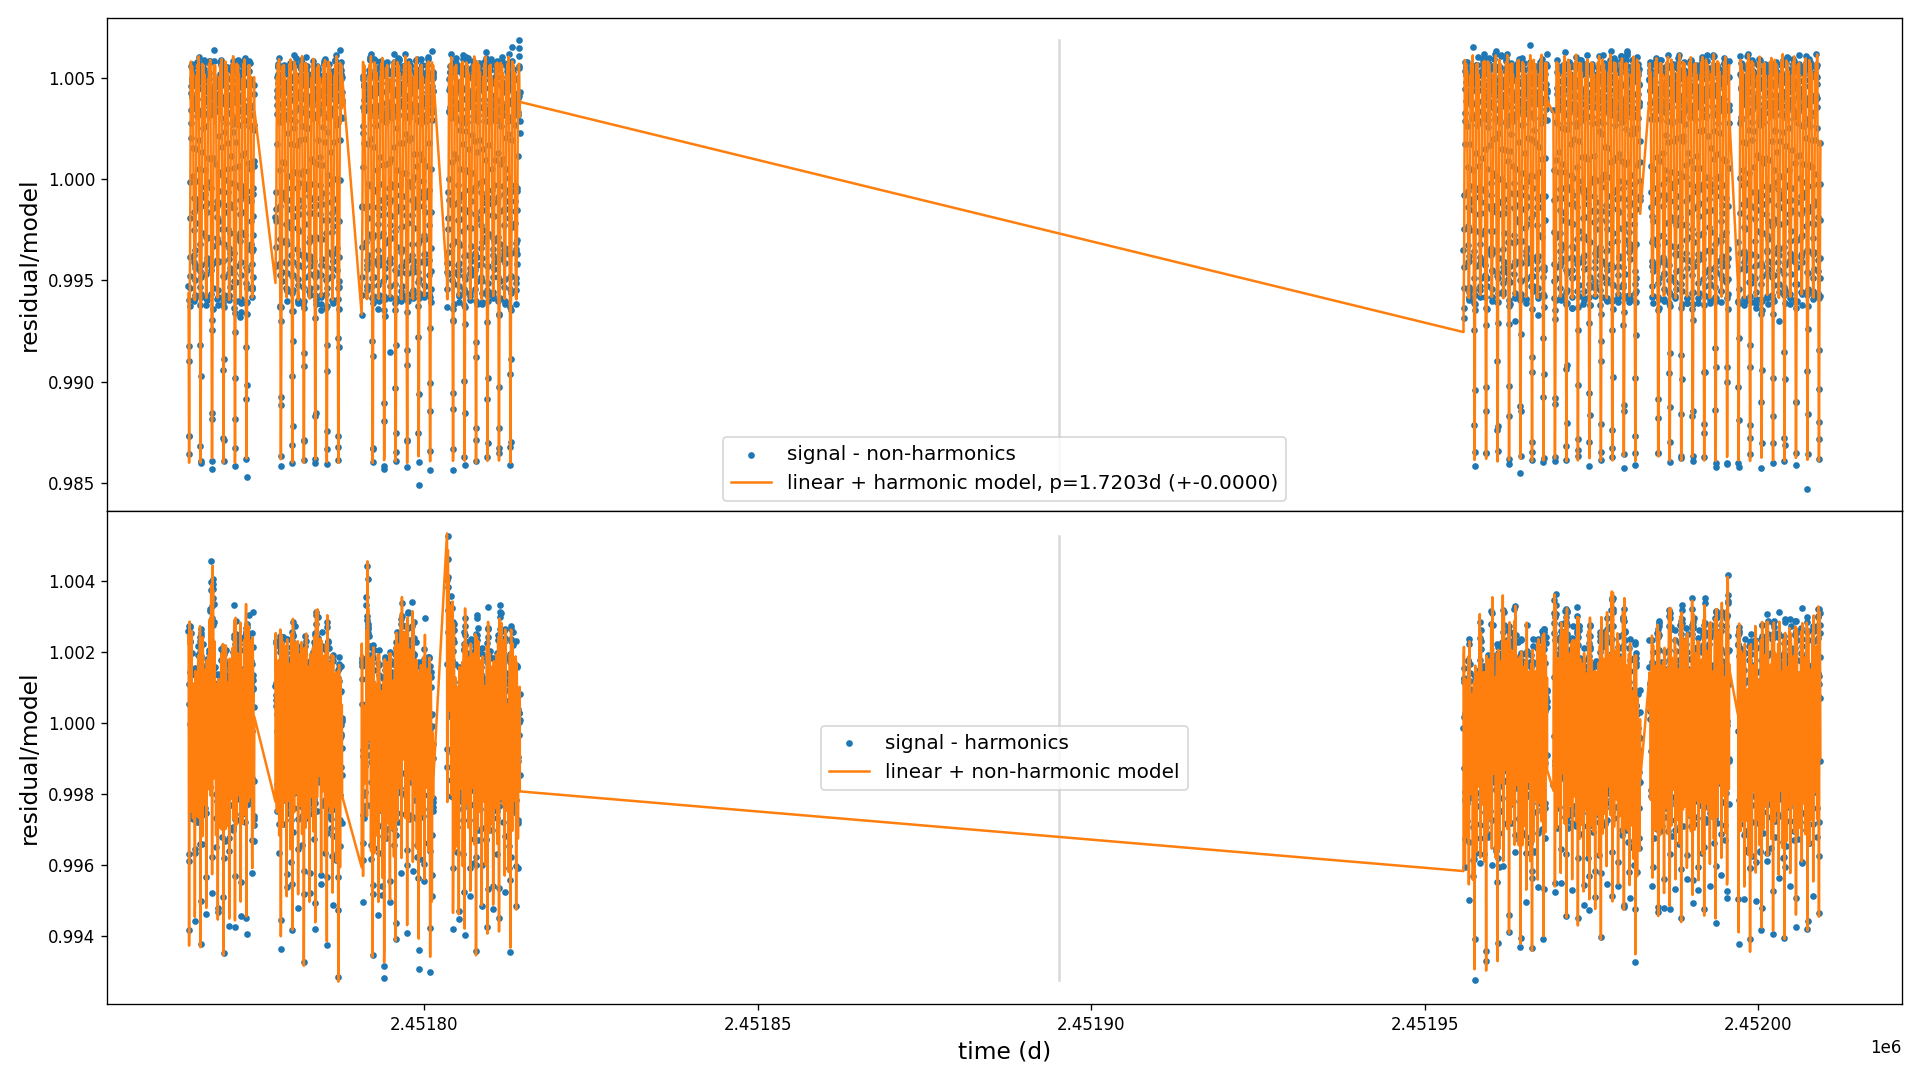 1.005
1.000
0.995
0.990
0.985
residual/model
signal - non-harmonics
linear + harmonic model, p=1.7203d (+-0.0000)
1.004
1.002
1.000
0.998
0.996
0.994
residual/model
signal - harmonics
linear + non-harmonic model
2.45180
2.45185
2.45190
2.45195
2.45200
1e6
time (d)